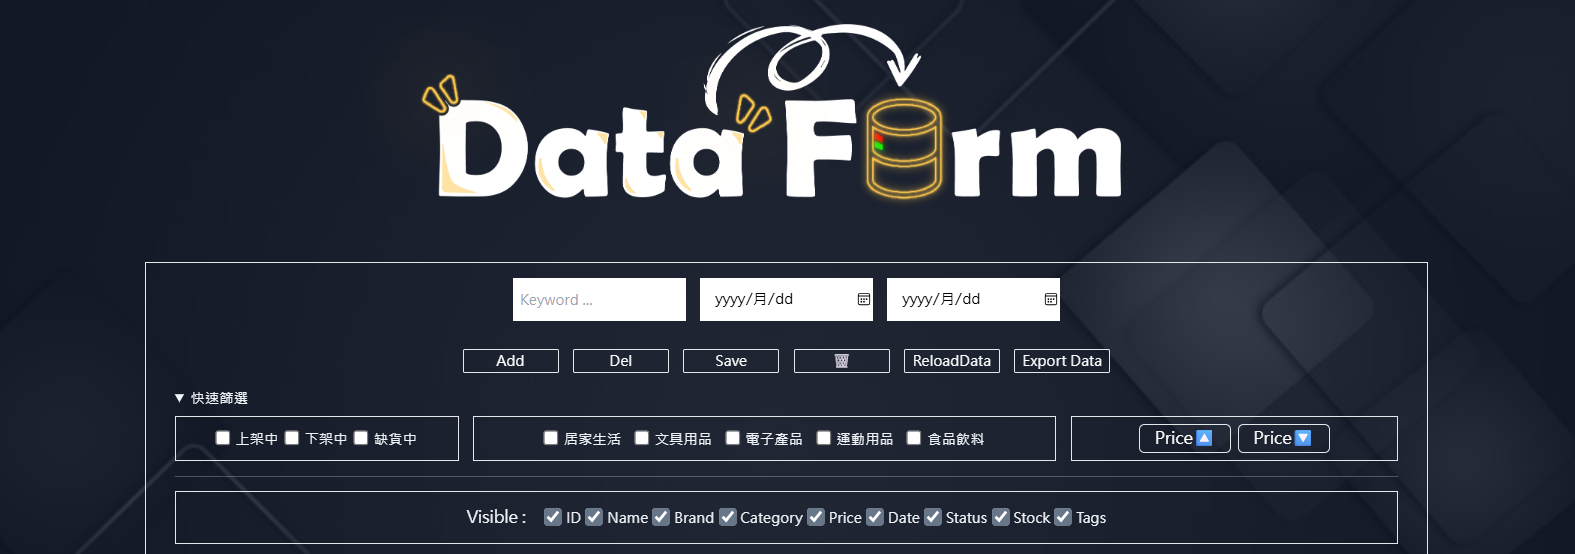 Data Form
Keyword ...
yyyy/月/dd
yyyy/月/dd
Add
Del
Save
ReloadData
Export Data
▼ 快速篩選
上架中 下架中 缺貨中
居家生活 文具用品 電子產品 運動用品 食品飲料
Price🔼 Price🔽
Visible : ID Name Brand Category Price Date Status Stock Tags